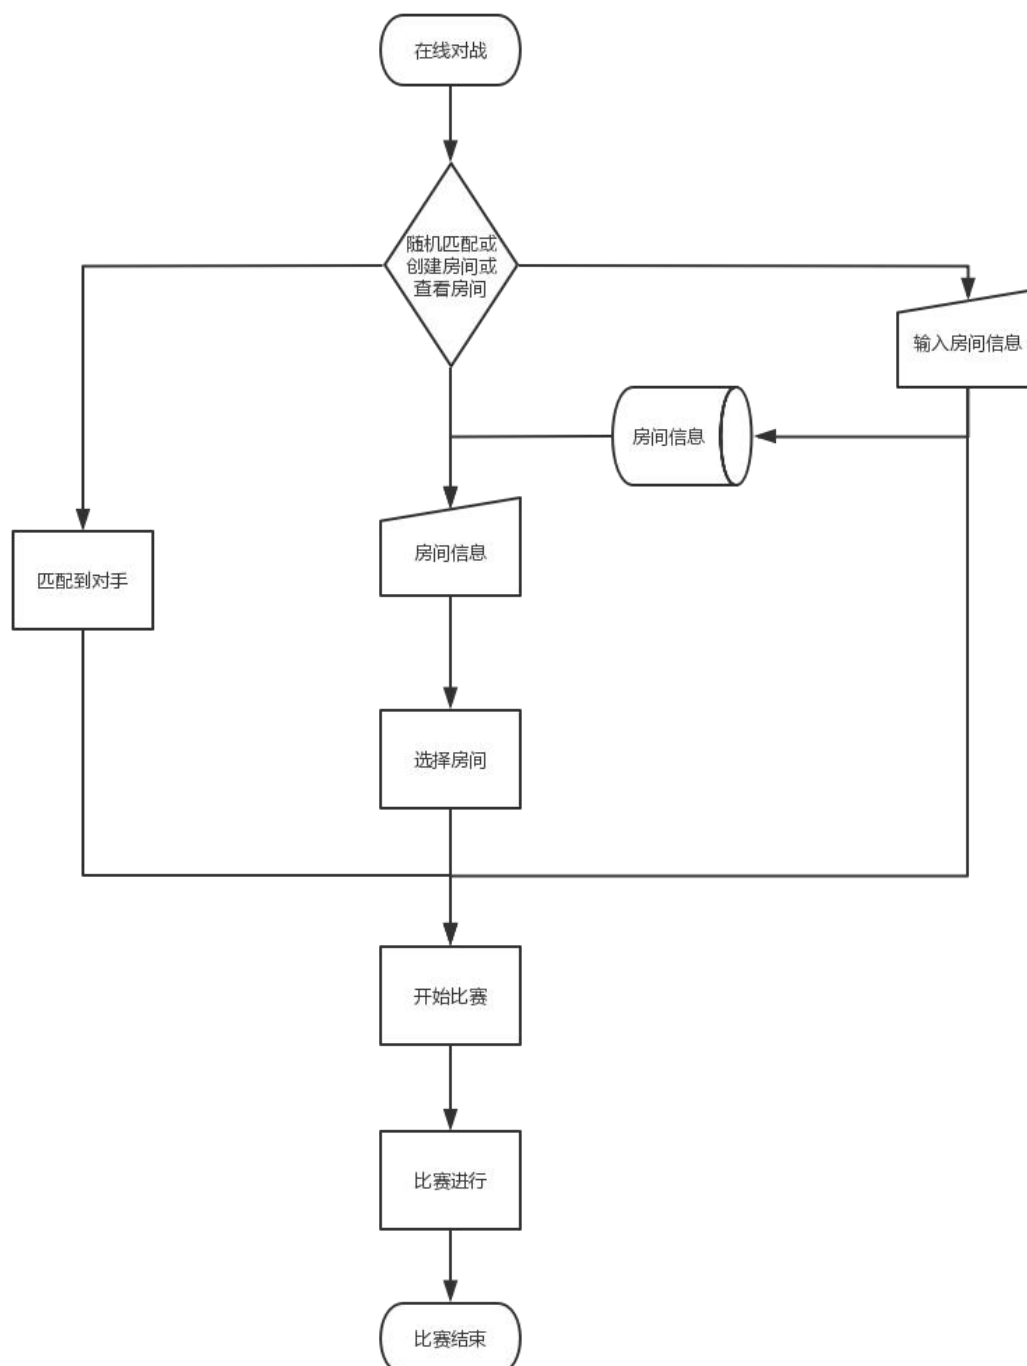 在线对战
随机匹配或
创建房间或
查看房间
输入房间信息
房间信息
房间信息
匹配到对手
选择房间
开始比赛
比赛进行
比赛结束